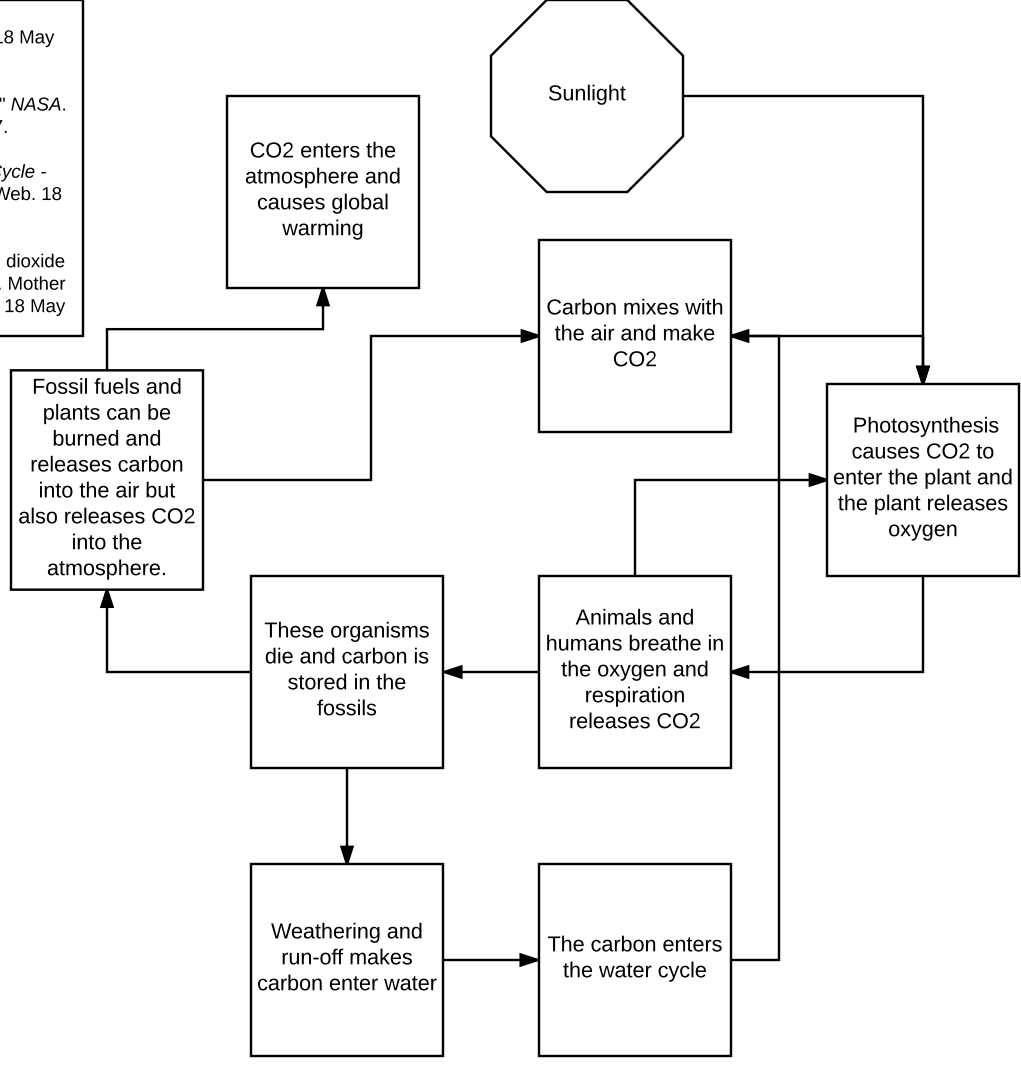 18 May
" NASA.
7.
Cycle -
Web. 18
dioxide
. Mother
18 May
Sunlight
CO2 enters the
atmosphere and
causes global
warming
Carbon mixes with
the air and make
CO2
Fossil fuels and
plants can be
burned and
releases carbon
into the air but
also releases CO2
into the
atmosphere.
Photosynthesis
causes CO2 to
enter the plant and
the plant releases
oxygen
These organisms
die and carbon is
stored in the
fossils
Animals and
humans breathe in
the oxygen and
respiration
releases CO2
Weathering and
run-off makes
carbon enter water
The carbon enters
the water cycle